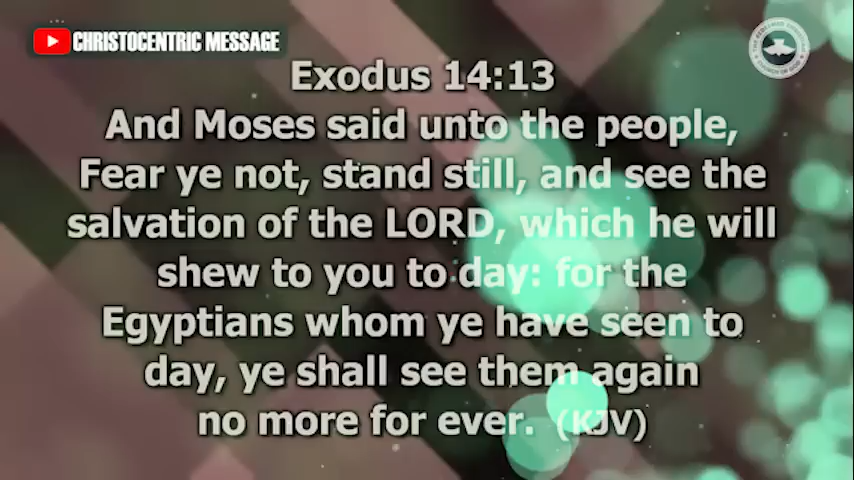 CHRISTOCENTRIC MESSAGE
Exodus 14:13
And Moses said unto the people,
Fear ye not, stand still, and see the
salvation of the LORD, which he will
shew to you to day: for the
Egyptians whom ye have seen to
day, ye shall see them again
no more for ever. (KJV)